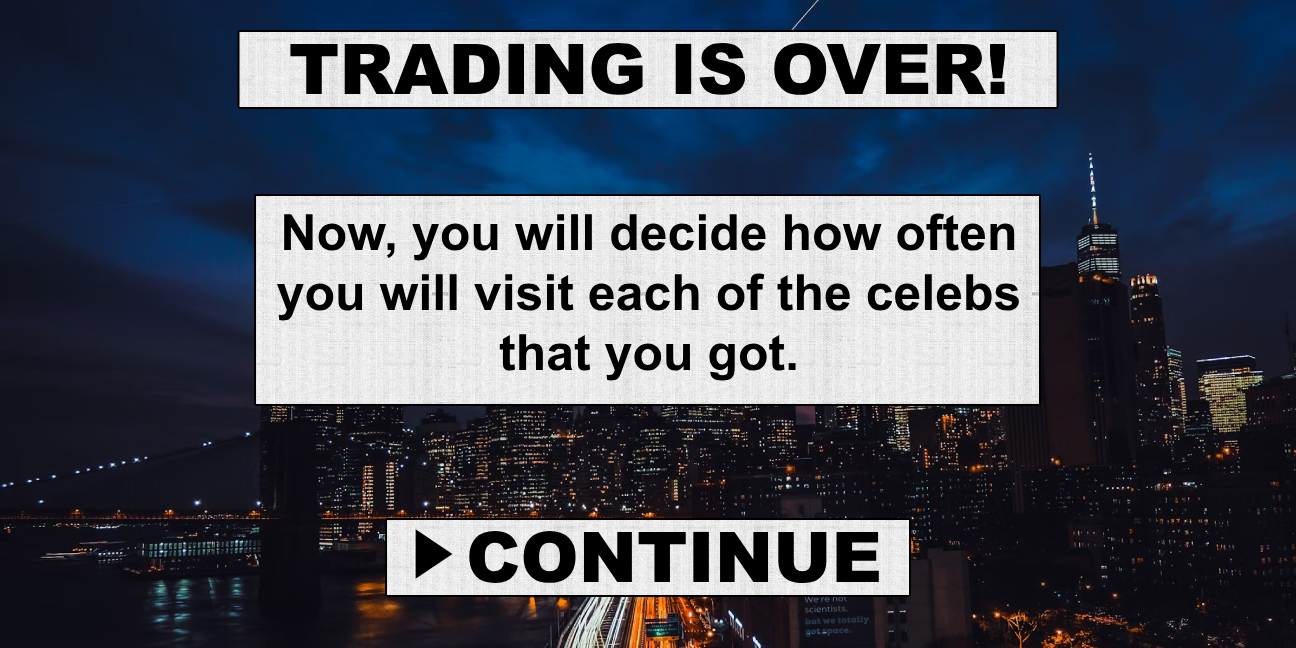 TRADING IS OVER!
Now, you will decide how often
you will visit each of the celebs
that you got.
CONTINUE
We're not
scientists.
but we totally
got space.